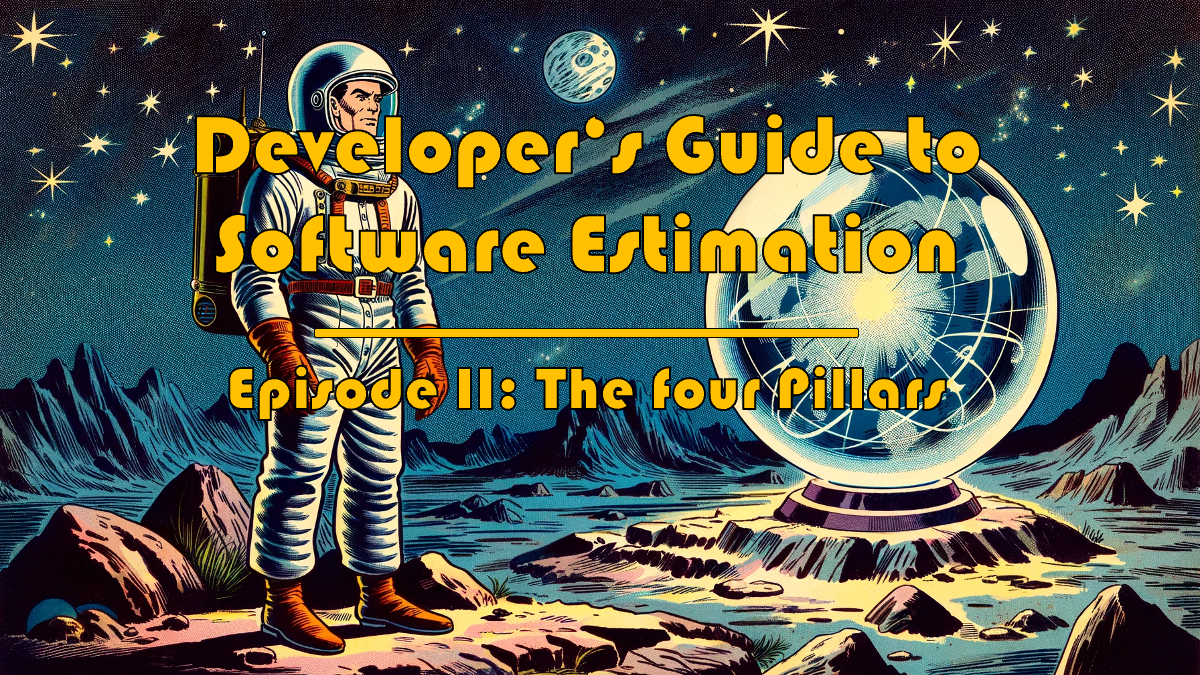 Developer's Guide to
Software Estimation
Episode II: The Four Pillars